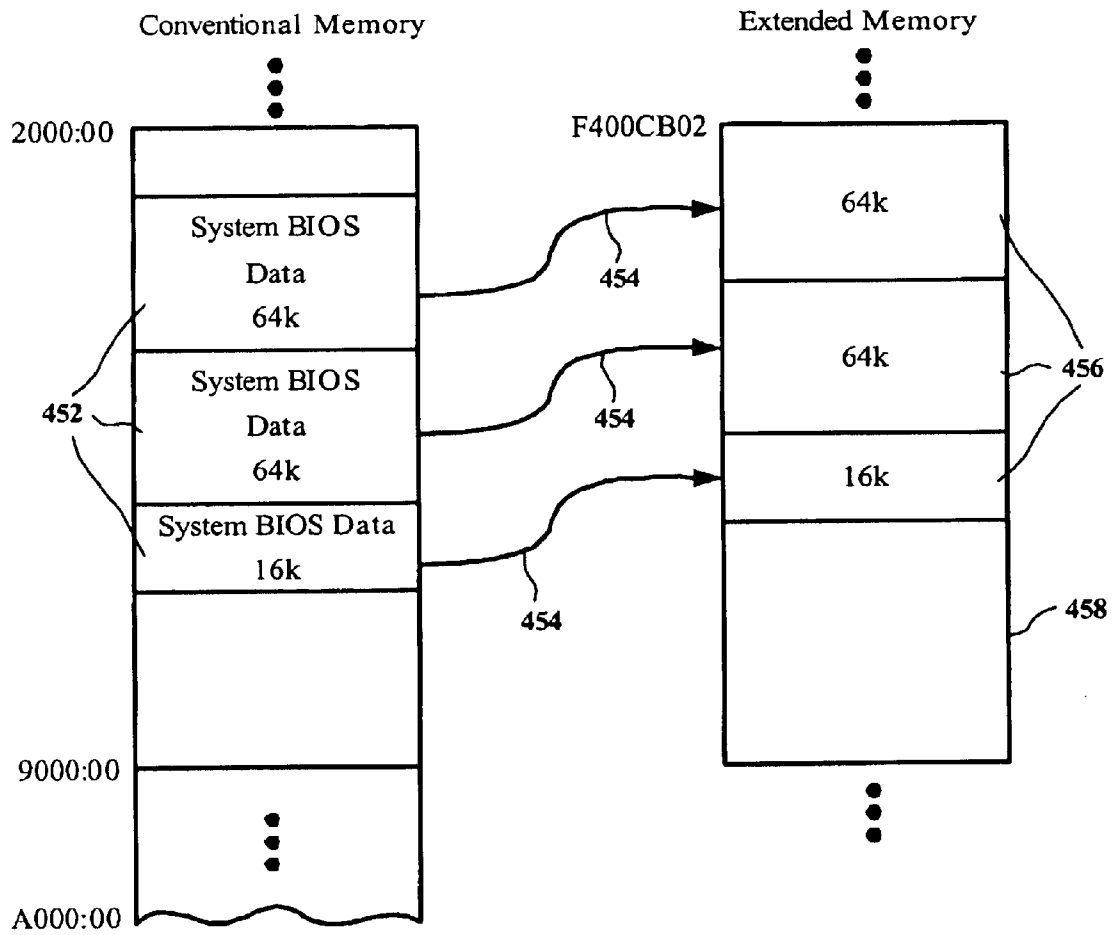 Conventional Memory
Extended Memory
2000:00
F400CB02
System BIOS
Data
64k
64k
454
System BIOS
Data
64k
64k
452
454
456
System BIOS Data
16k
16k
454
458
9000:00
A000:00